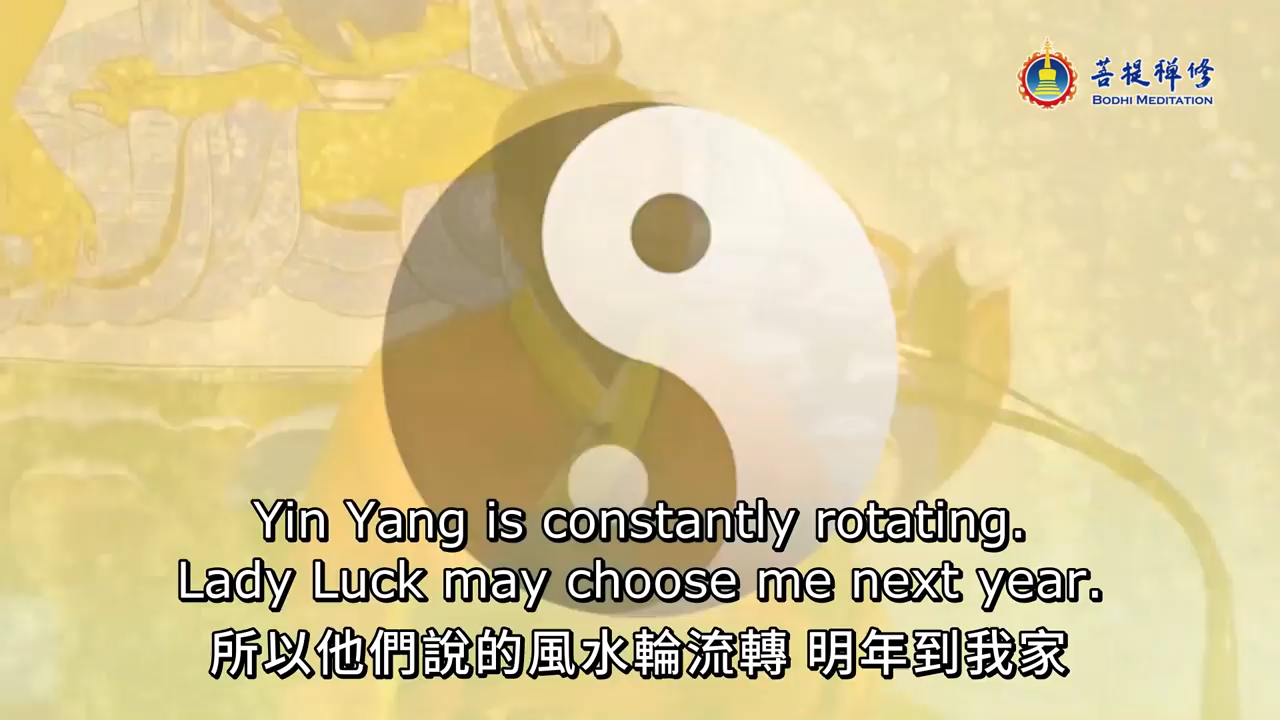 菩提禪修
BODHI MEDITATION
Yin Yang is constantly rotating.
Lady Luck may choose me next year.
所以他們說的風水輪流轉 明年到我家